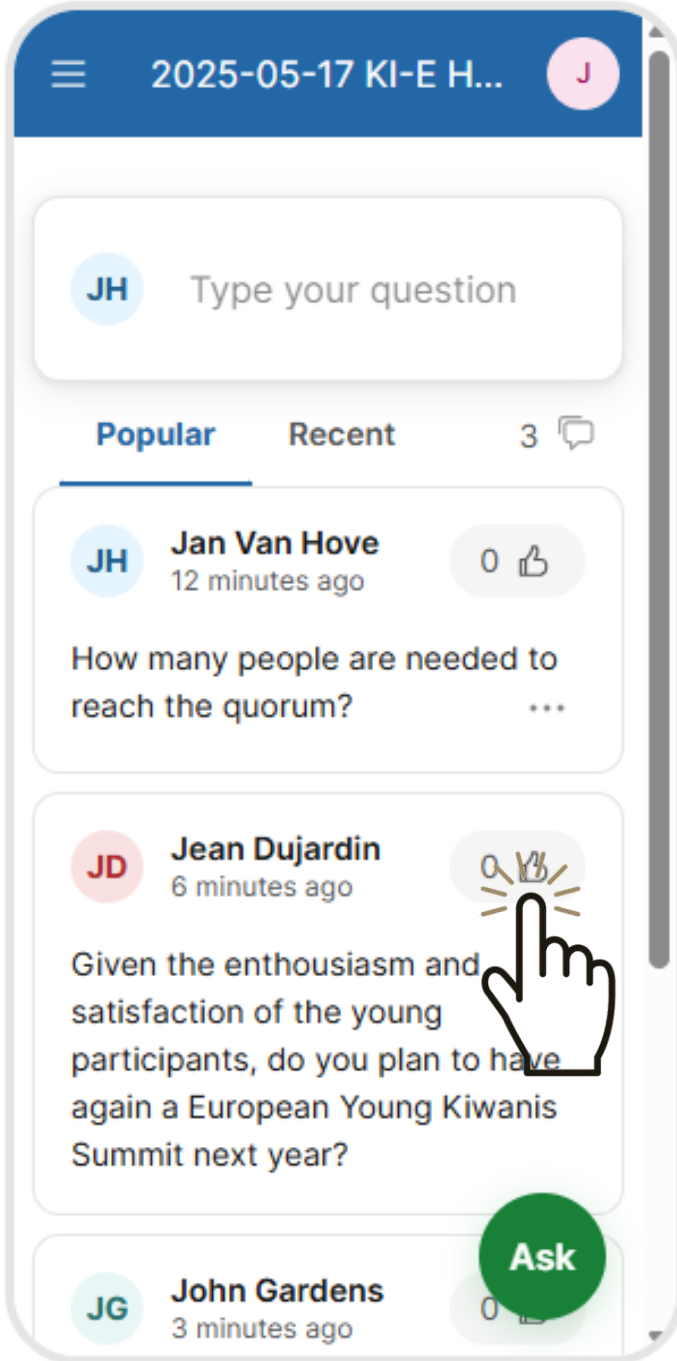 2025-05-17 KI-E H...
J
JH
Type your question
Popular
Recent
3
JH
Jan Van Hove
0
12 minutes ago
How many people are needed to
reach the quorum?
JD
Jean Dujardin
0
6 minutes ago
Given the enthousiasm and
satisfaction of the young
participants, do you plan to have
again a European Young Kiwanis
Summit next year?
Ask
JG
John Gardens
0
3 minutes ago